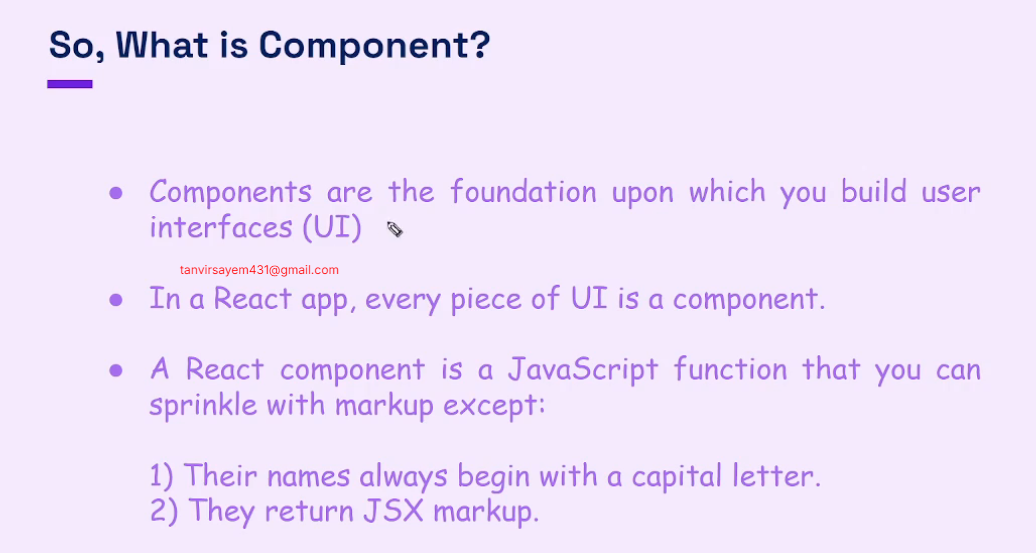 So, What is Component?
● Components are the foundation upon which you build user
interfaces (UI)
tanvirsayem431@gmail.com
● In a React app, every piece of UI is a component.
● A React component is a JavaScript function that you can
sprinkle with markup except:
1) Their names always begin with a capital letter.
2) They return JSX markup.